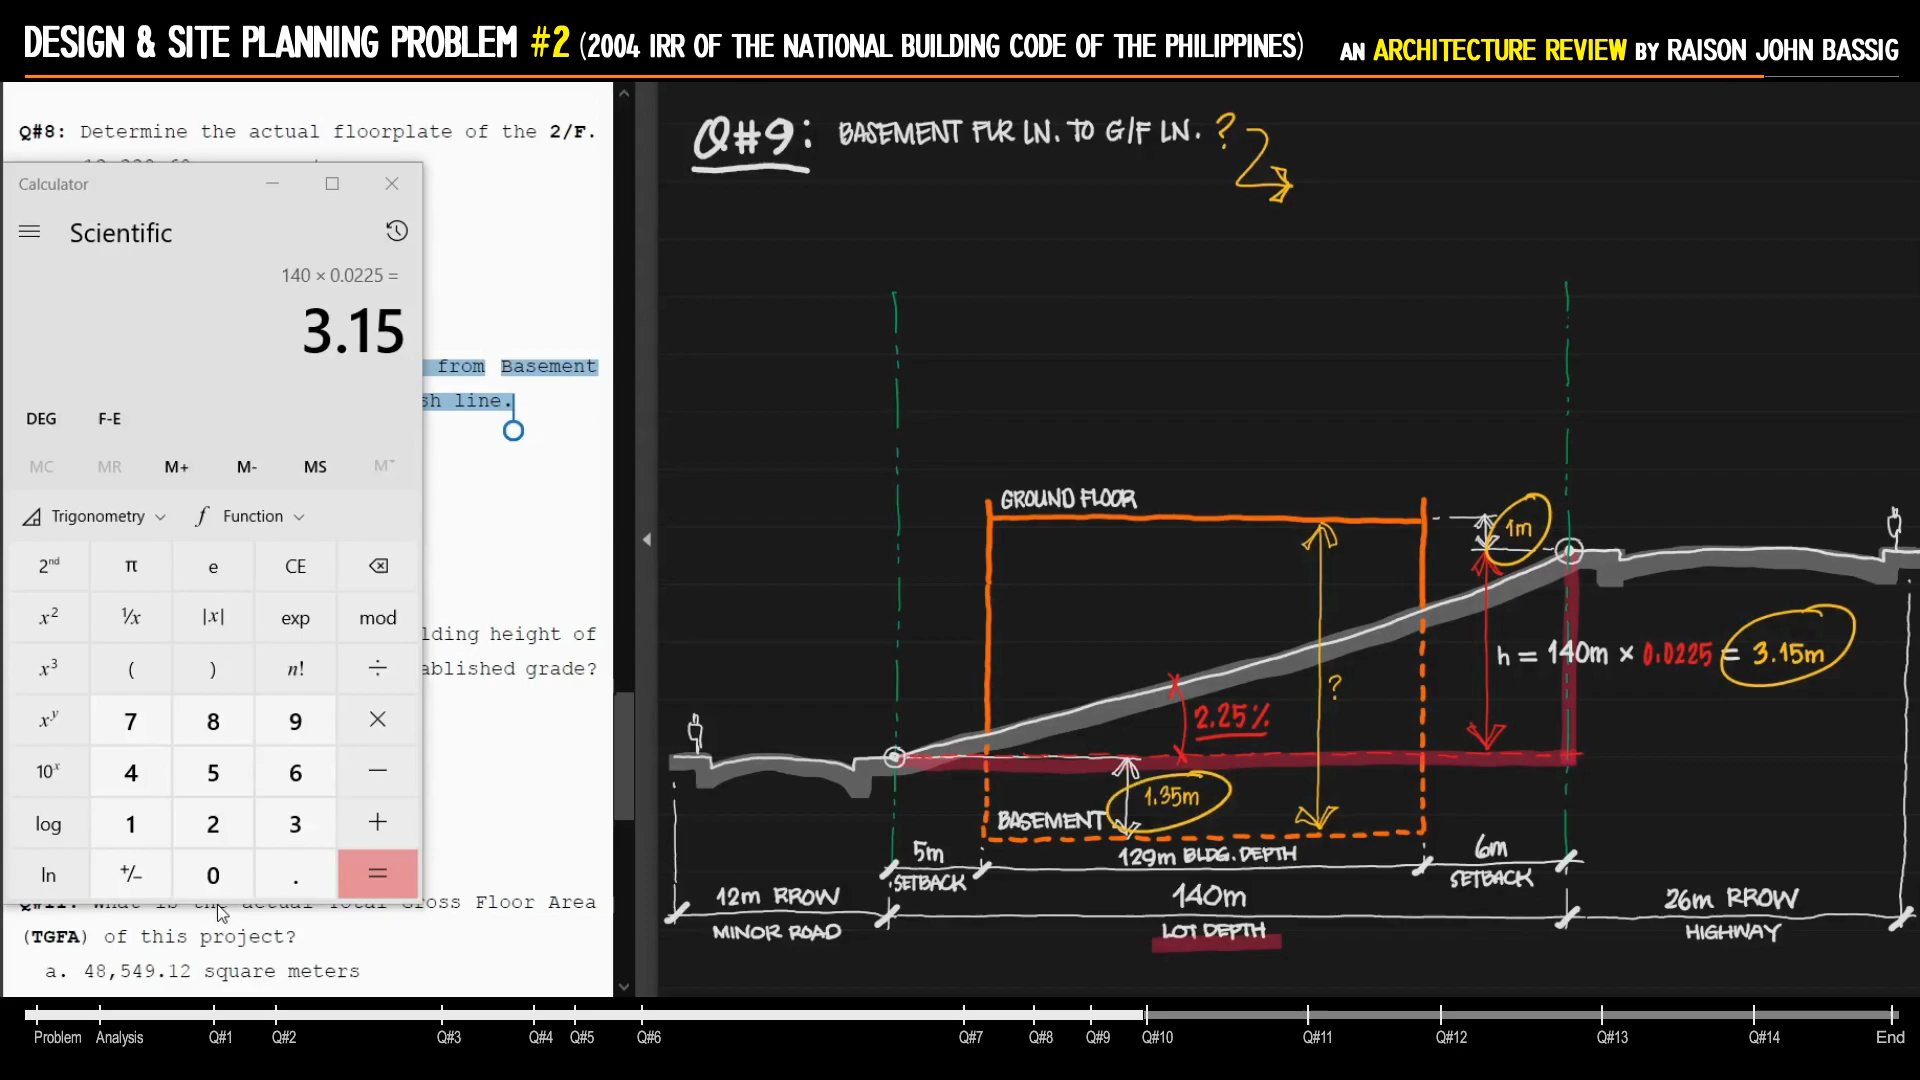 DESIGN & SITE PLANNING PROBLEM #2 (2004 IRR OF THE NATIONAL BUILDING CODE OF THE PHILIPPINES)
AN ARCHITECTURE REVIEW BY RAISON JOHN BASSIG
Q#8: Determine the actual floorplate of the 2/F.
Calculator
Scientific
140 × 0.0225 =
3.15
DEG F-E
MC MR M+ M- MS M˅
Trigonometry f Function
2nd π e CE
x² ¹/x |x| exp mod
x³ ( ) n! ÷
xʸ 7 8 9 ×
10ˣ 4 5 6 −
log 1 2 3 +
ln +/− 0 . =
from Basement
sh line.
lding height of
ablished grade?
actual Total Gross Floor Area
(TGFA) of this project?
a. 48,549.12 square meters
Q#9: BASEMENT FLR LN. TO G/F LN. ?
GROUND FLOOR
1m
h = 140m × 0.0225 = 3.15m
?
2.25%
1.35m
BASEMENT
5m
SETBACK
129m BLDG. DEPTH
6m
SETBACK
12m RROW
MINOR ROAD
140m
LOT DEPTH
26m RROW
HIGHWAY
Problem Analysis Q#1 Q#2 Q#3 Q#4 Q#5 Q#6 Q#7 Q#8 Q#9 Q#10 Q#11 Q#12 Q#13 Q#14 End